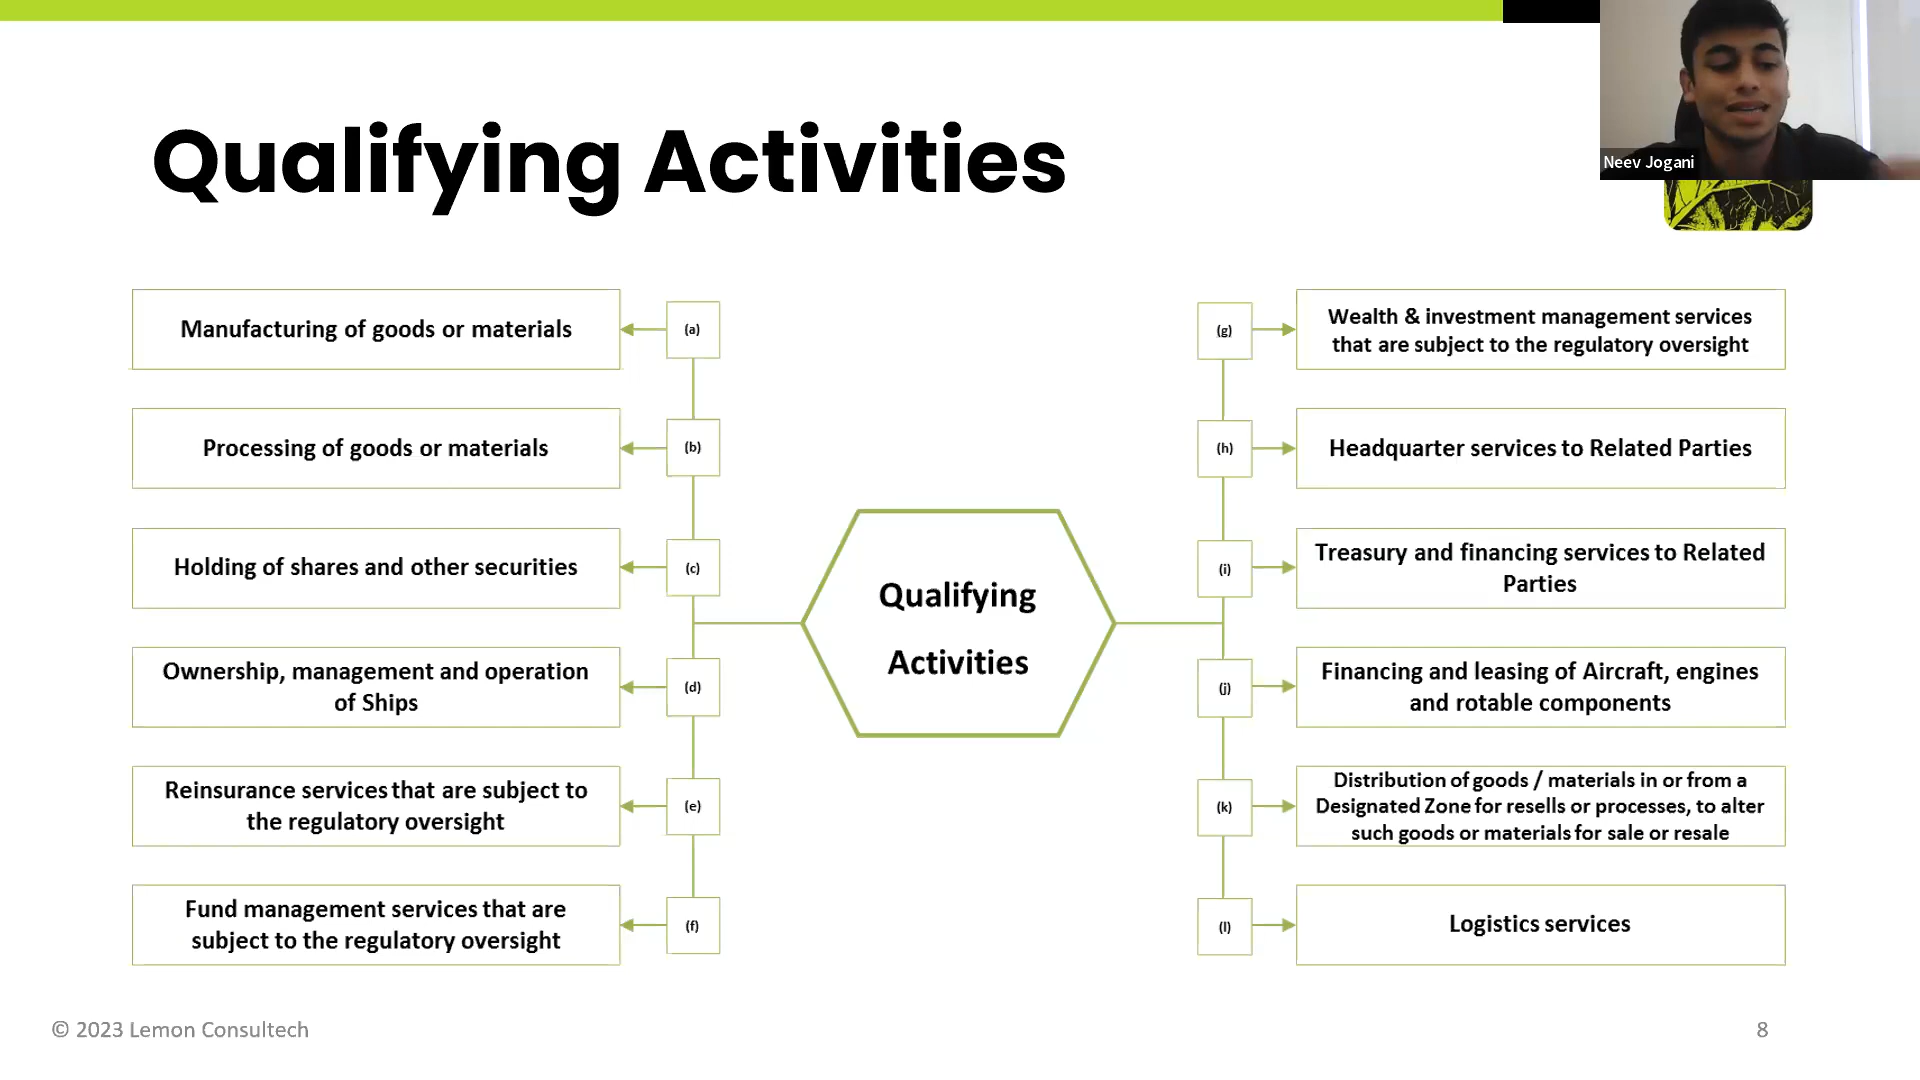 Neev Jogani
Qualifying Activities
Manufacturing of goods or materials
(a)
Processing of goods or materials
(b)
Holding of shares and other securities
(c)
Ownership, management and operation
of Ships
(d)
Reinsurance services that are subject to
the regulatory oversight
(e)
Fund management services that are
subject to the regulatory oversight
(f)
Qualifying
Activities
(g)
Wealth & investment management services
that are subject to the regulatory oversight
(h)
Headquarter services to Related Parties
(i)
Treasury and financing services to Related
Parties
(j)
Financing and leasing of Aircraft, engines
and rotable components
(k)
Distribution of goods / materials in or from a
Designated Zone for resells or processes, to alter
such goods or materials for sale or resale
(l)
Logistics services
© 2023 Lemon Consultech
8